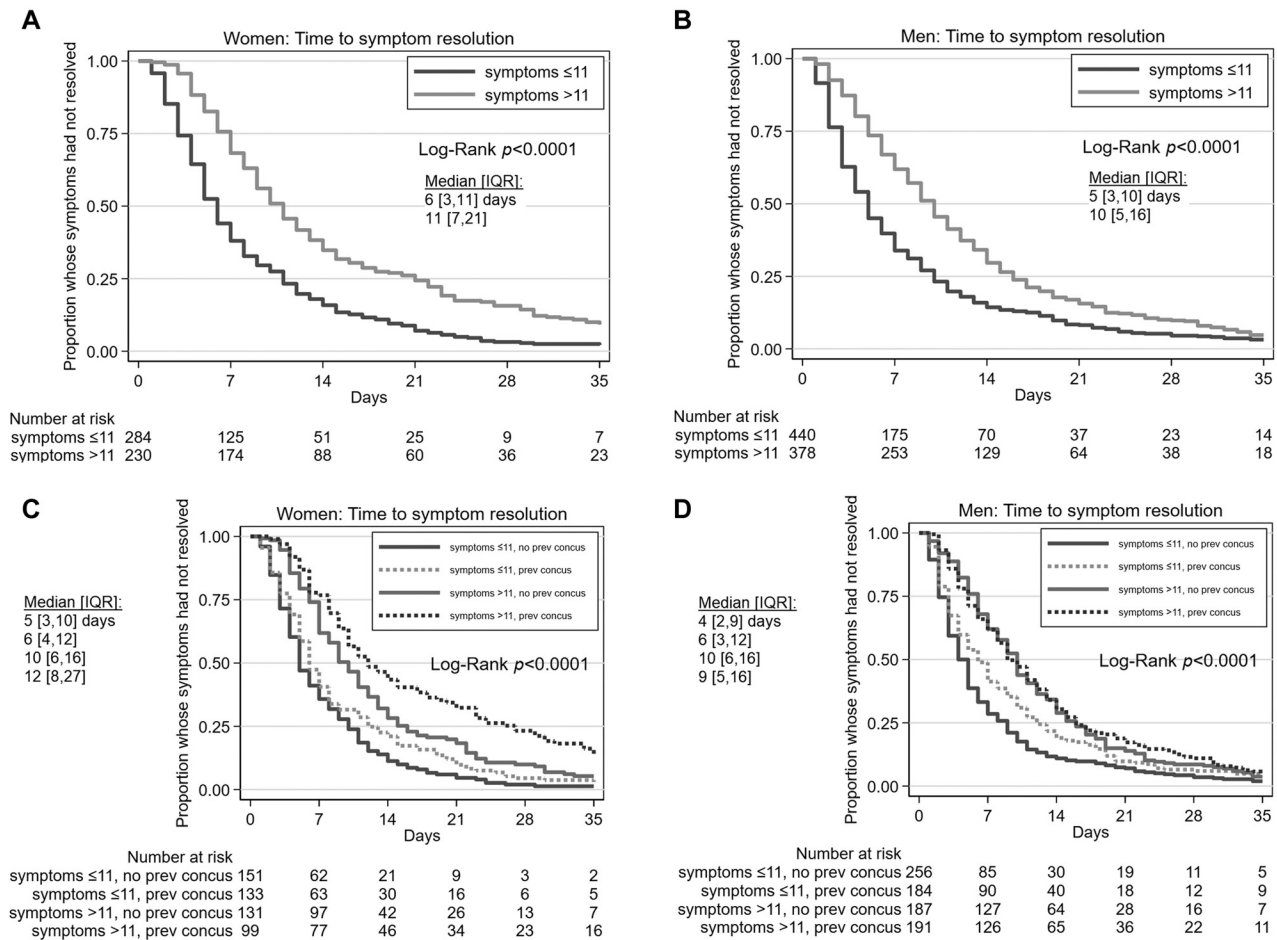 A
Women: Time to symptom resolution
Proportion whose symptoms had not resolved
1.00
0.75
0.50
0.25
0.00
symptoms ≤11
symptoms >11
Log-Rank p<0.0001
Median [IQR]:
6 [3,11] days
11 [7,21]
0 7 14 21 28 35
Days
Number at risk
symptoms ≤11 284 125 51 25 9 7
symptoms >11 230 174 88 60 36 23
B
Men: Time to symptom resolution
Proportion whose symptoms had not resolved
1.00
0.75
0.50
0.25
0.00
symptoms ≤11
symptoms >11
Log-Rank p<0.0001
Median [IQR]:
5 [3,10] days
10 [5,16]
0 7 14 21 28 35
Days
Number at risk
symptoms ≤11 440 175 70 37 23 14
symptoms >11 378 253 129 64 38 18
C
Women: Time to symptom resolution
Median [IQR]:
5 [3,10] days
6 [4,12]
10 [6,16]
12 [8,27]
Proportion whose symptoms had not resolved
1.00
0.75
0.50
0.25
0.00
symptoms ≤11, no prev concus
symptoms ≤11, prev concus
symptoms >11, no prev concus
symptoms >11, prev concus
Log-Rank p<0.0001
0 7 14 21 28 35
Days
Number at risk
symptoms ≤11, no prev concus 151 62 21 9 3 2
symptoms ≤11, prev concus 133 63 30 16 6 5
symptoms >11, no prev concus 131 97 42 26 13 7
symptoms >11, prev concus 99 77 46 34 23 16
D
Men: Time to symptom resolution
Median [IQR]:
4 [2,9] days
6 [3,12]
10 [6,16]
9 [5,16]
Proportion whose symptoms had not resolved
1.00
0.75
0.50
0.25
0.00
symptoms ≤11, no prev concus
symptoms ≤11, prev concus
symptoms >11, no prev concus
symptoms >11, prev concus
Log-Rank p<0.0001
0 7 14 21 28 35
Days
Number at risk
symptoms ≤11, no prev concus 256 85 30 19 11 5
symptoms ≤11, prev concus 184 90 40 18 12 9
symptoms >11, no prev concus 187 127 64 28 16 7
symptoms >11, prev concus 191 126 65 36 22 11